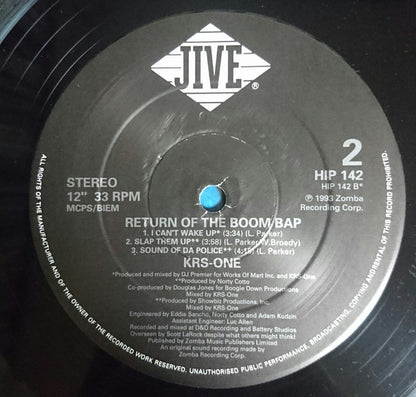 JIVE®
2
HIP 142
HIP 142 B*
STEREO
12" 33 RPM
MCPS/BIEM
℗ 1993 Zomba
Recording Corp.
RETURN OF THE BOOM BAP
1. I CAN'T WAKE UP* (3:34) (L. Parker)
2. SLAP THEM UP** (3:58) (L. Parker/W. Broady)
3. SOUND OF DA POLICE** (4:15) (L. Parker)
KRS-ONE
*Produced and mixed by DJ Premier for Works Of Mart Inc. and KRS-One
*Produced by Norty Cotto
Co-produced by Douglas Jones for Boogie Down Productions
Mixed by KRS-One
**Produced by Showbiz Productions, Inc.
Mixed by KRS-One
Engineered by Eddie Sancho, Norty Cotto and Adam Kudzin
Assistant Engineer: Luc Allen
Recorded and mixed at D&D Recording and Battery Studios
Overseen by Scott LaRock despite what others might think!
Published by Zomba Music Publishers Limited
An original sound recording made by
Zomba Recording Corp.
ALL RIGHTS OF THE MANUFACTURER AND OF THE OWNER OF THE RECORDED WORK RESERVED. UNAUTHORISED PUBLIC PERFORMANCE, BROADCASTING, COPYING AND RENTAL OF THIS RECORD PROHIBITED.